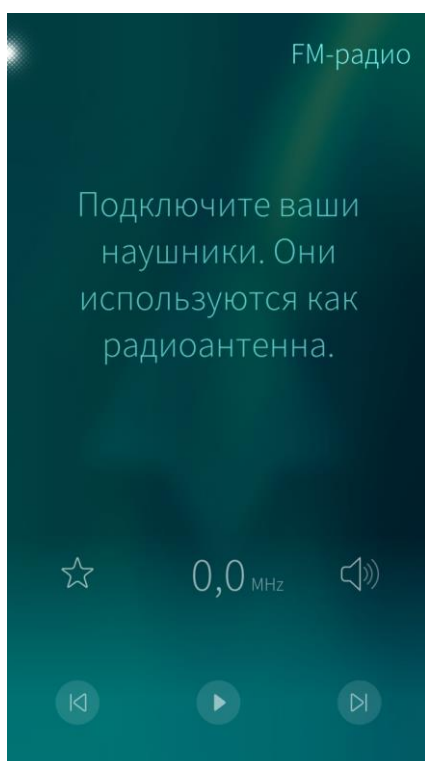 FM-радио
Подключите ваши
наушники. Они
используются как
радиоантенна.
0,0 MHz